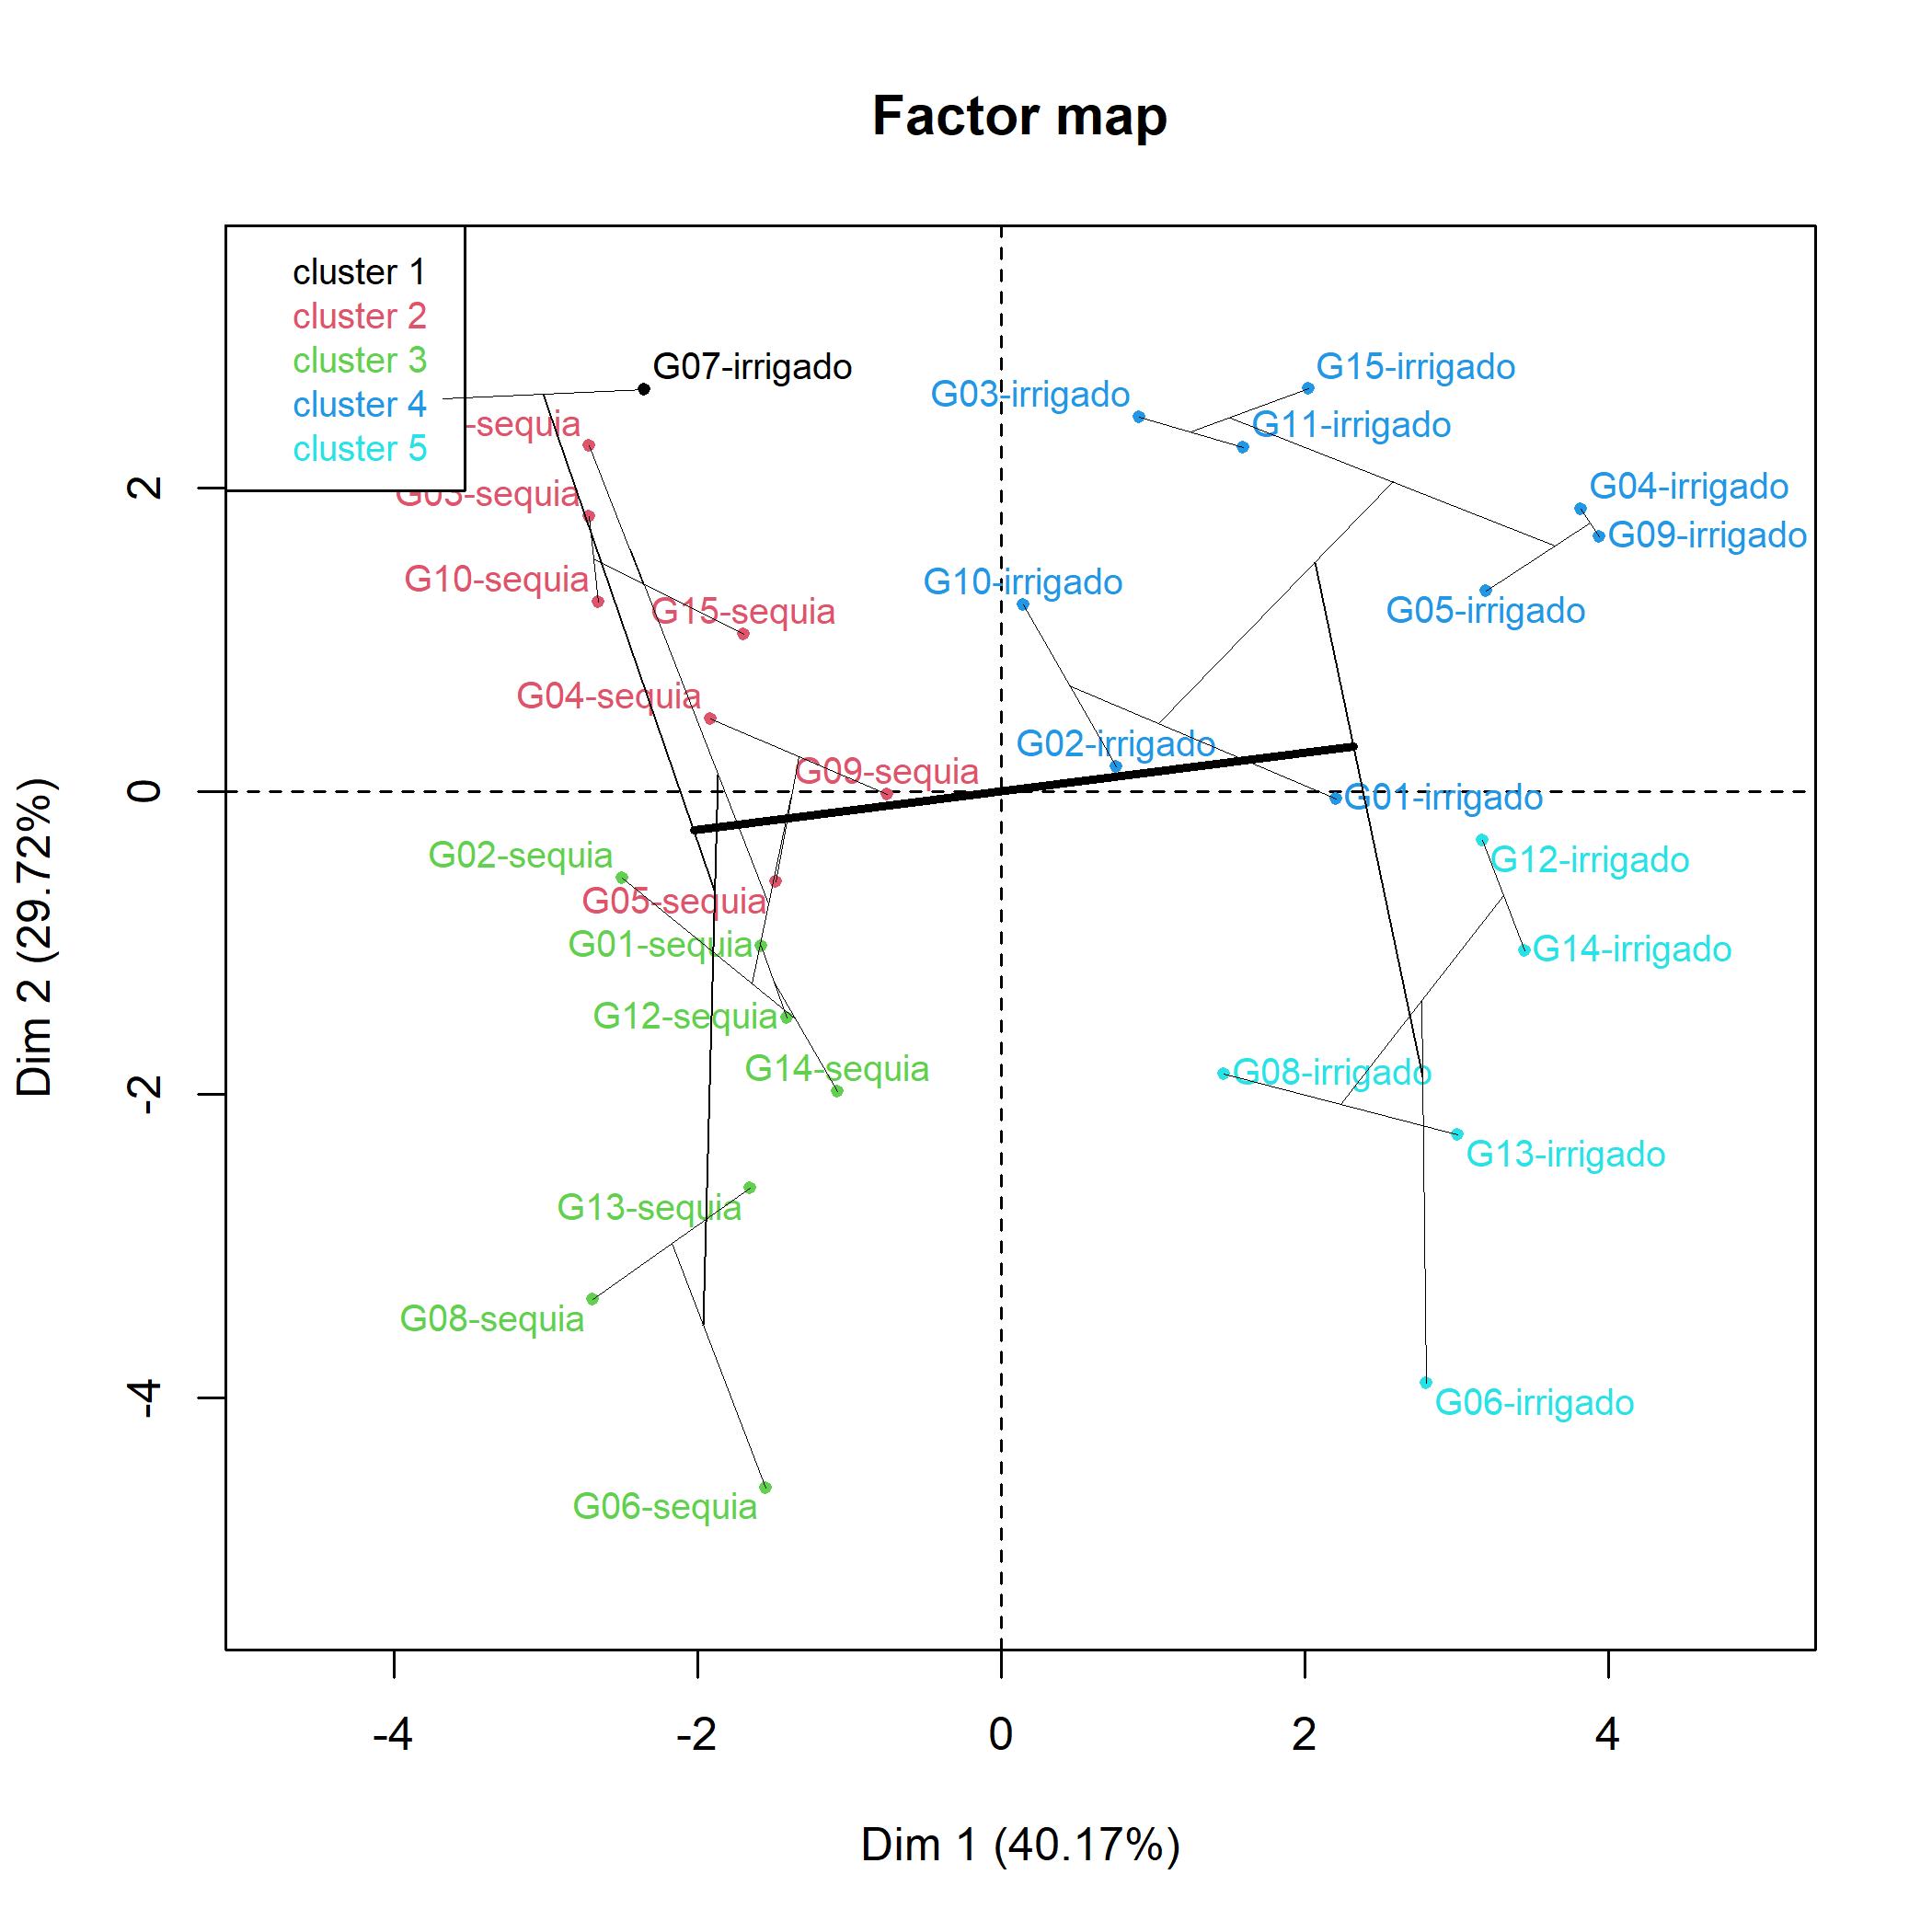 Factor map
cluster 1
cluster 2
cluster 3
cluster 4
cluster 5
G07-irrigado
G15-irrigado
G03-irrigado
G11-irrigado
-sequia
G04-irrigado
G03-sequia
G09-irrigado
G10-sequia
G10-irrigado
G15-sequia
G05-irrigado
G04-sequia
G02-irrigado
G09-sequia
G01-irrigado
G02-sequia
G12-irrigado
G05-sequia
G01-sequia
G14-irrigado
G12-sequia
G14-sequia
G08-irrigado
G13-irrigado
G13-sequia
G08-sequia
G06-irrigado
G06-sequia
2
0
-2
-4
Dim 2 (29.72%)
-4 -2 0 2 4
Dim 1 (40.17%)